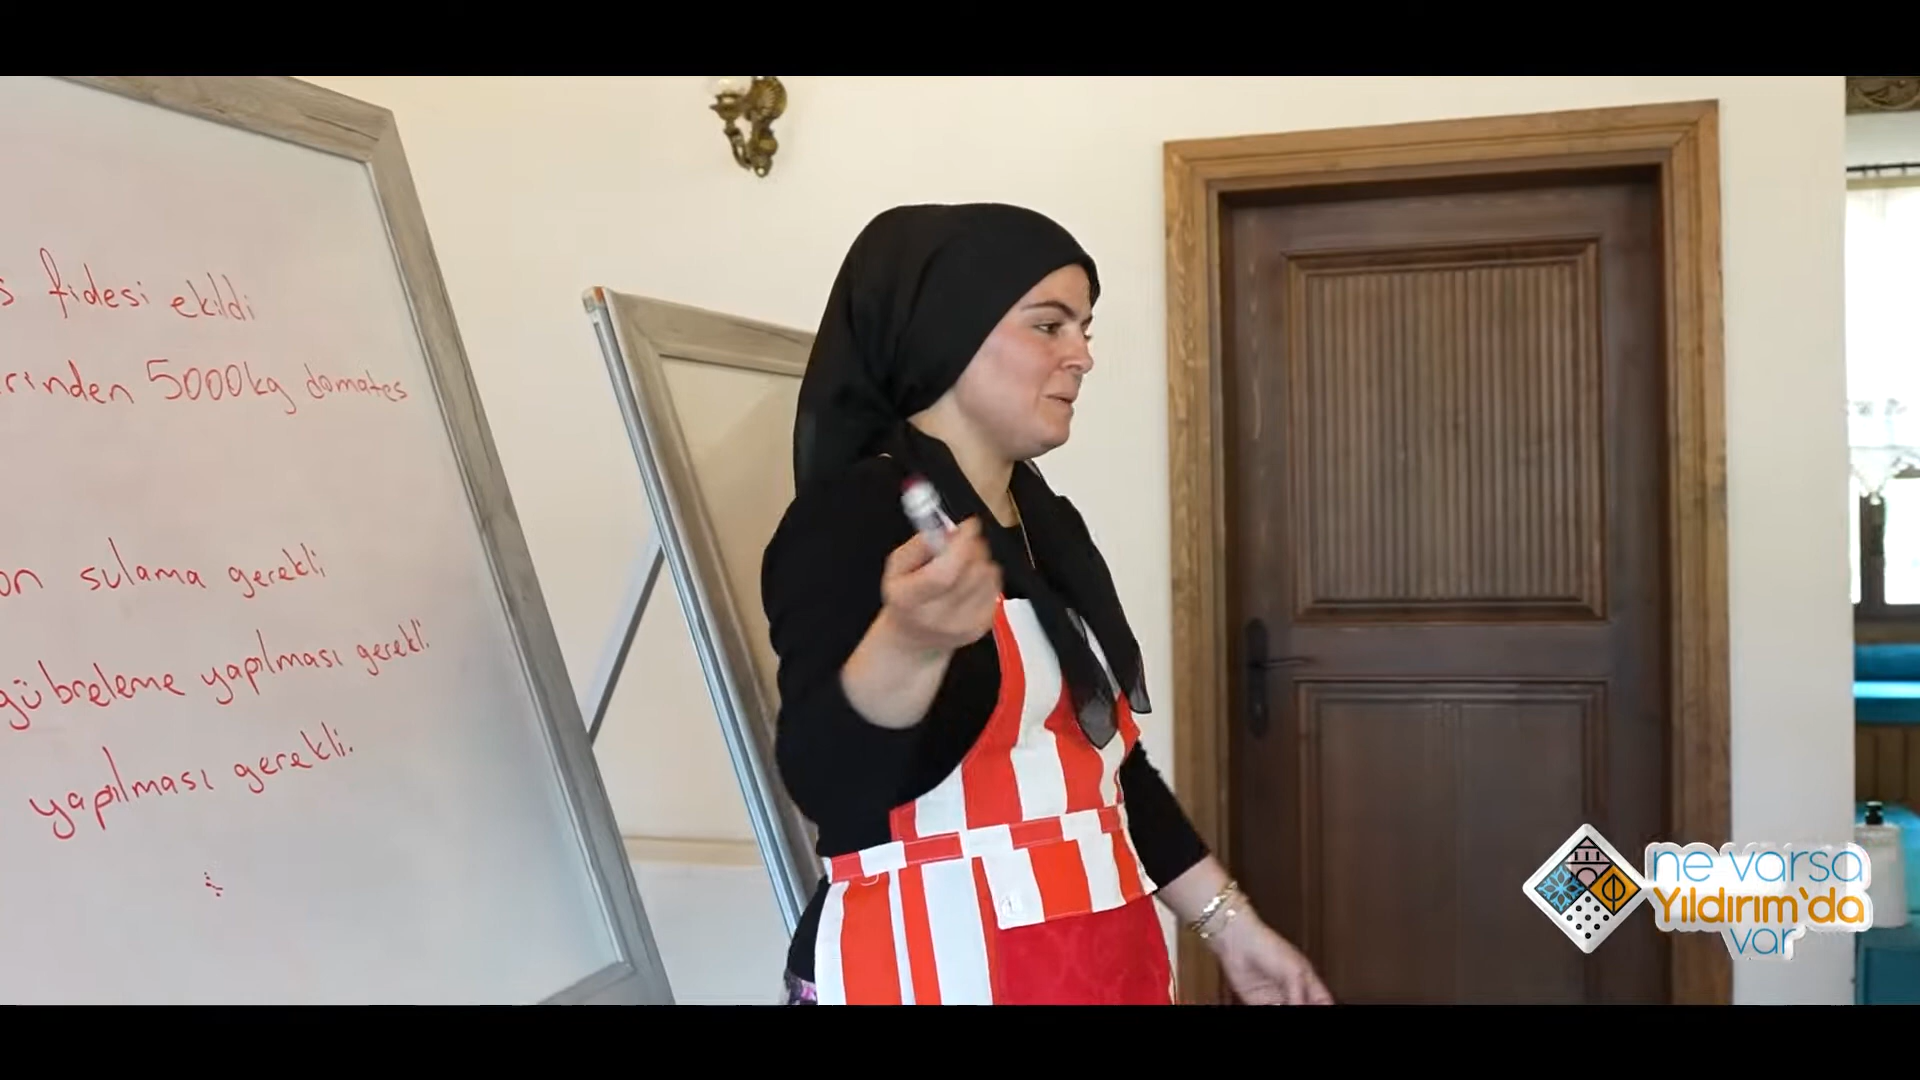 fidesi ekildi
rinden 5000kg domates
on sulama gerekli
gübreleme yapılması gerekli
yapılması gerekli.
ne varsa
Yıldırım'da
var